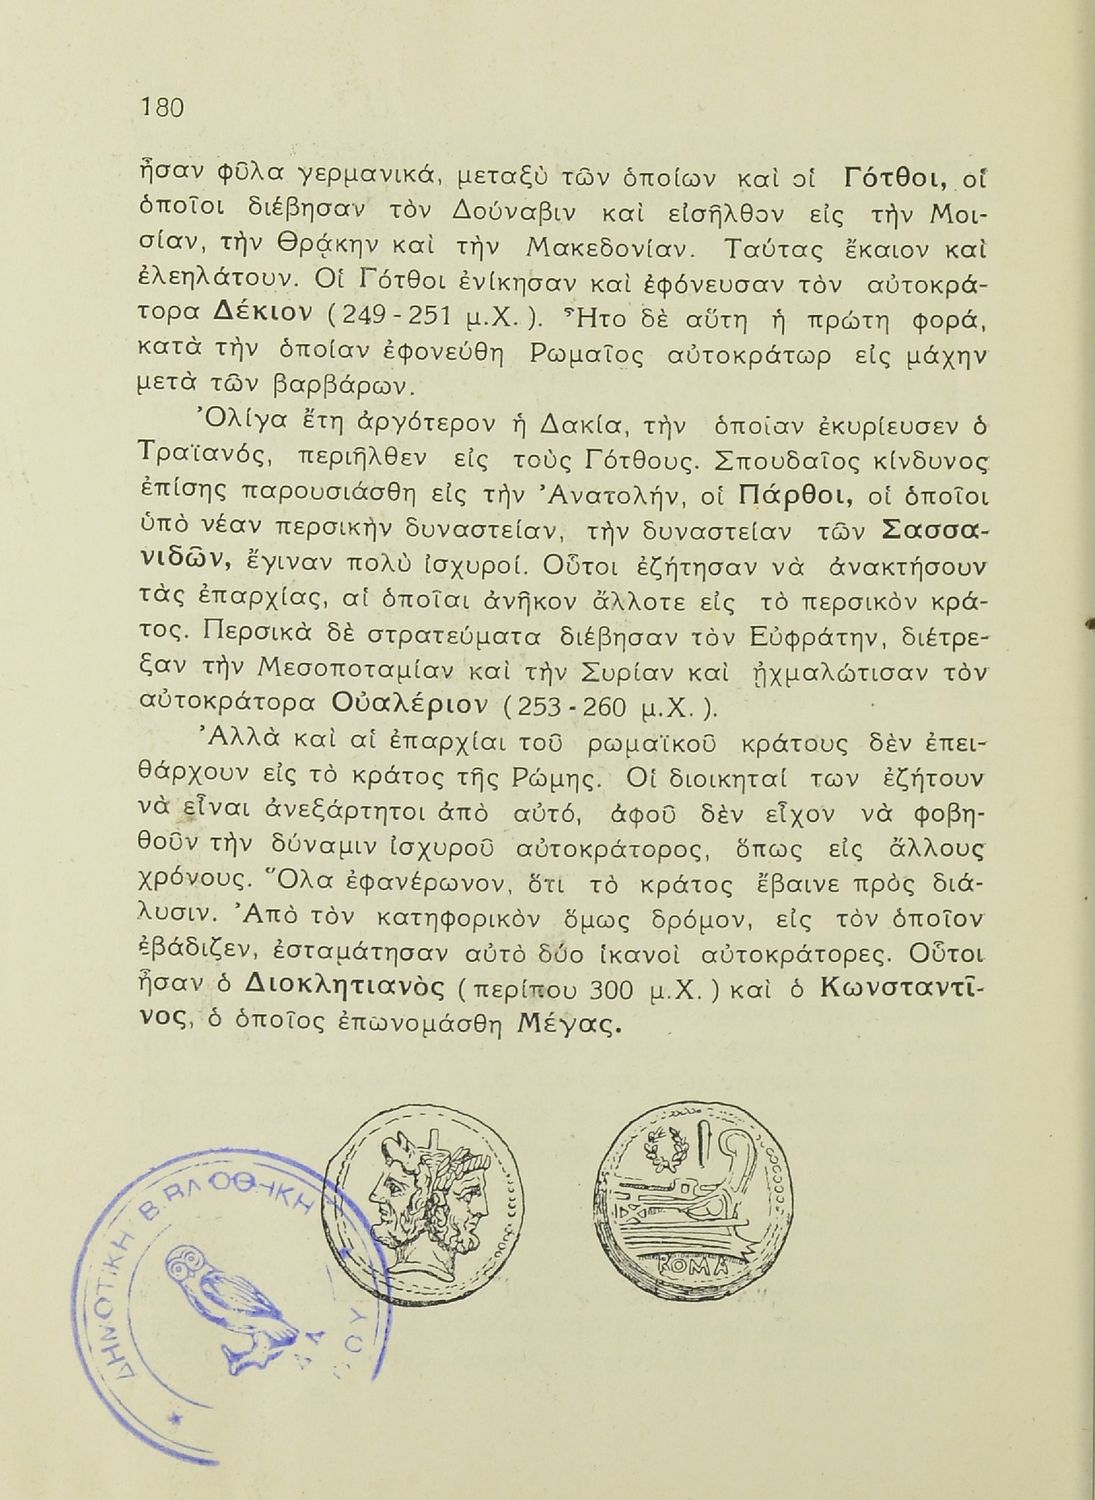 180
ἦσαν φῦλα γερμανικά, μεταξὺ τῶν ὁποίων καὶ οἱ Γότθοι, οἱ
ὁποῖοι διέβησαν τὸν Δούναβιν καὶ εἰσῆλθον εἰς τὴν Μοι-
σίαν, τὴν Θρᾴκην καὶ τὴν Μακεδονίαν. Ταύτας ἔκαιον καὶ
ἐλεηλάτουν. Οἱ Γότθοι ἐνίκησαν καὶ ἐφόνευσαν τὸν αὐτοκρά-
τορα Δέκιον (249 - 251 μ.Χ. ). Ἦτο δὲ αὕτη ἡ πρώτη φορά,
κατὰ τὴν ὁποίαν ἐφονεύθη Ρωμαῖος αὐτοκράτωρ εἰς μάχην
μετὰ τῶν βαρβάρων.
Ὀλίγα ἔτη ἀργότερον ἡ Δακία, τὴν ὁποίαν ἐκυρίευσεν ὁ
Τραϊανός, περιῆλθεν εἰς τοὺς Γότθους. Σπουδαῖος κίνδυνος
ἐπίσης παρουσιάσθη εἰς τὴν Ἀνατολήν, οἱ Πάρθοι, οἱ ὁποῖοι
ὑπὸ νέαν περσικὴν δυναστείαν, τὴν δυναστείαν τῶν Σασσα-
νιδῶν, ἔγιναν πολὺ ἰσχυροί. Οὗτοι ἐζήτησαν νὰ ἀνακτήσουν
τὰς ἐπαρχίας, αἱ ὁποῖαι ἀνῆκον ἄλλοτε εἰς τὸ περσικὸν κρά-
τος. Περσικὰ δὲ στρατεύματα διέβησαν τὸν Εὐφράτην, διέτρε-
ξαν τὴν Μεσοποταμίαν καὶ τὴν Συρίαν καὶ ᾐχμαλώτισαν τὸν
αὐτοκράτορα Οὐαλέριον (253 - 260 μ.Χ. ).
Ἀλλὰ καὶ αἱ ἐπαρχίαι τοῦ ρωμαϊκοῦ κράτους δὲν ἐπει-
θάρχουν εἰς τὸ κράτος τῆς Ρώμης. Οἱ διοικηταί των ἐζήτουν
νὰ εἶναι ἀνεξάρτητοι ἀπὸ αὐτό, ἀφοῦ δὲν εἶχον νὰ φοβη-
θοῦν τὴν δύναμιν ἰσχυροῦ αὐτοκράτορος, ὅπως εἰς ἄλλους
χρόνους. Ὅλα ἐφανέρωνον, ὅτι τὸ κράτος ἔβαινε πρὸς διά-
λυσιν. Ἀπὸ τὸν κατηφορικὸν ὅμως δρόμον, εἰς τὸν ὁποῖον
ἐβάδιζεν, ἐσταμάτησαν αὐτὸ δύο ἱκανοὶ αὐτοκράτορες. Οὗτοι
ἦσαν ὁ Διοκλητιανὸς (περίπου 300 μ.Χ. ) καὶ ὁ Κωνσταντῖ-
νος, ὁ ὁποῖος ἐπωνομάσθη Μέγας.
ROMA
ΔΗΜΟΤΙΚΗ ΒΙΒΛΙΟΘΗΚΗ